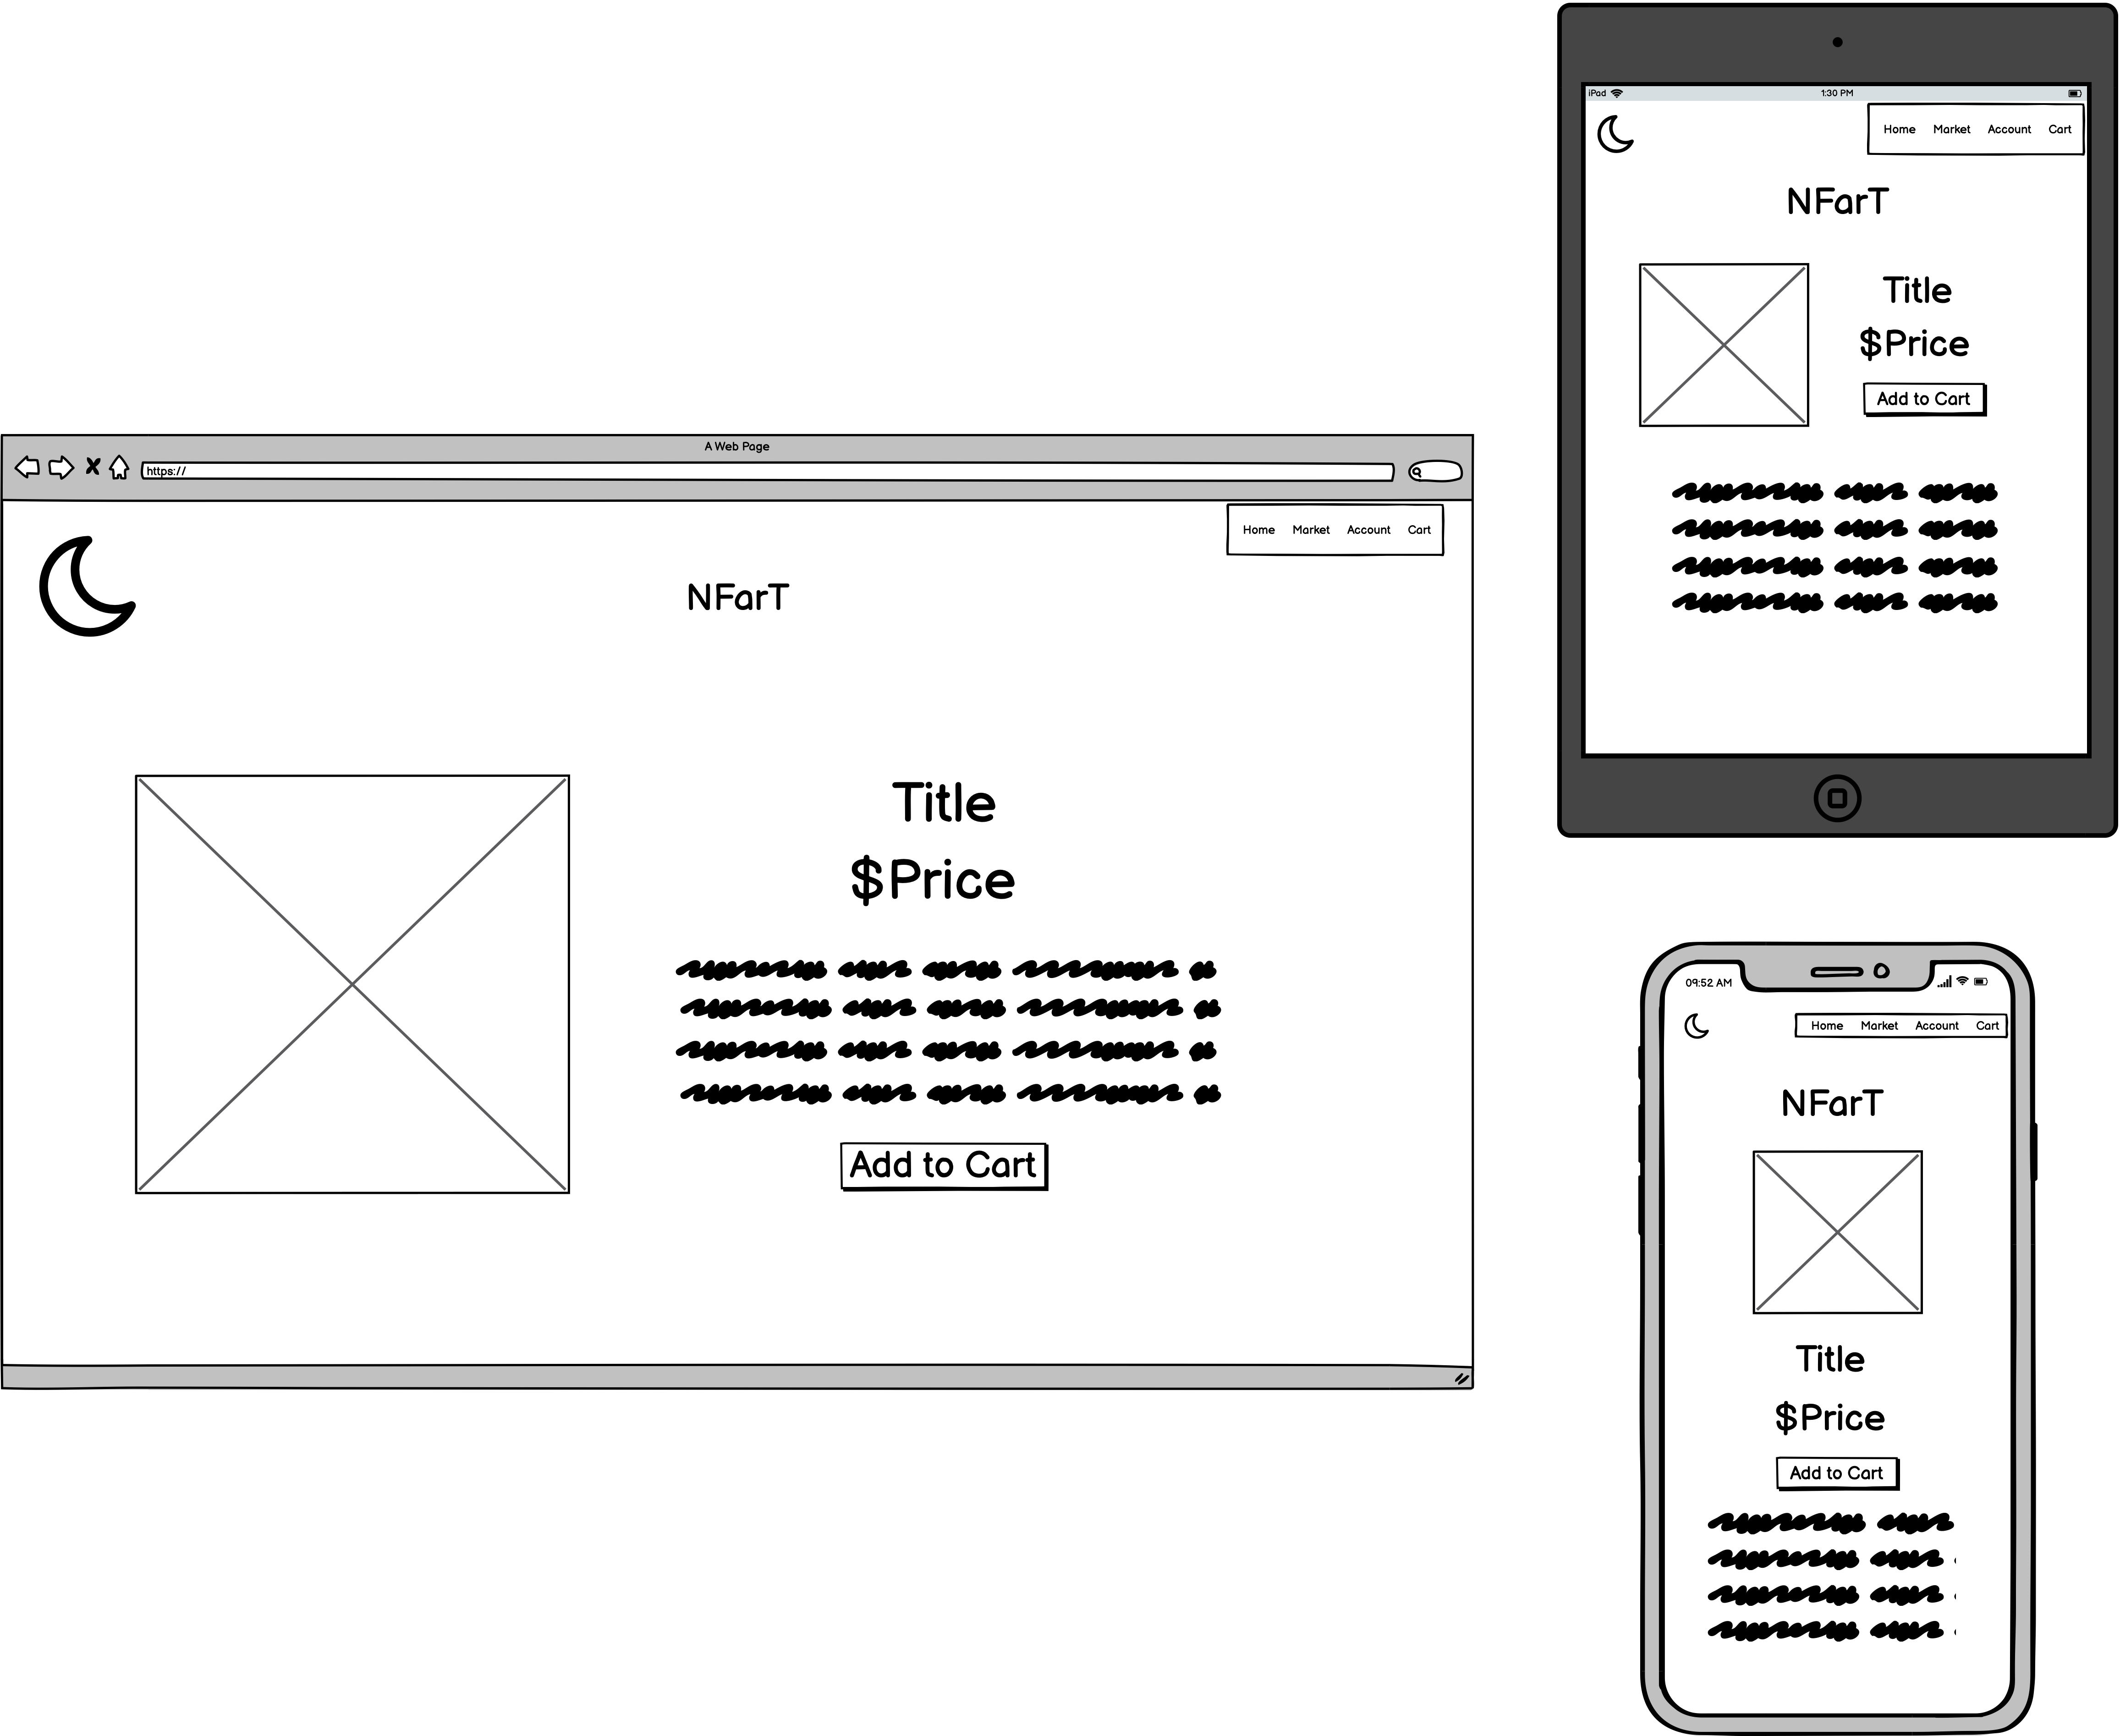 A Web Page
https://
Home Market Account Cart
NFarT
Title
$Price
Add to Cart
iPad 1:30 PM
Home Market Account Cart
NFarT
Title
$Price
Add to Cart
09:52 AM
Home Market Account Cart
NFarT
Title
$Price
Add to Cart